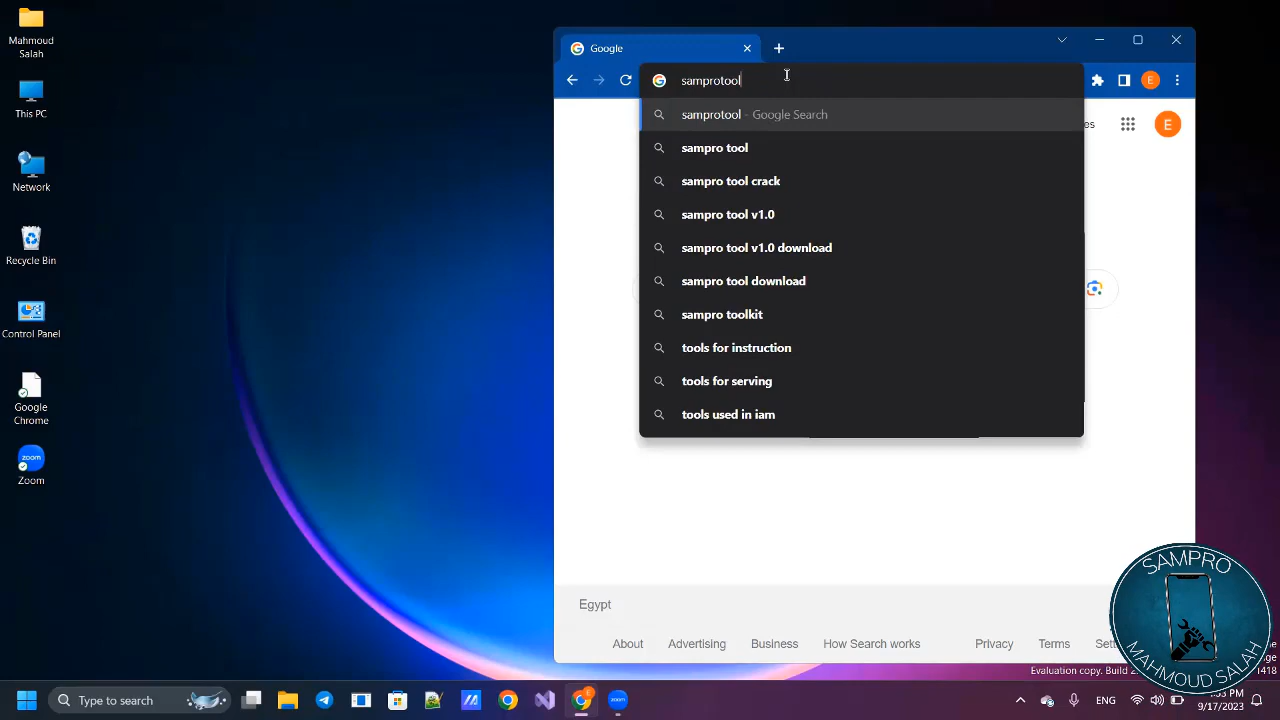 Mahmoud
Salah
This PC
Network
Recycle Bin
Control Panel
Google
Chrome
Zoom
Google
samprotool
samprotool - Google Search
sampro tool
sampro tool crack
sampro tool v1.0
sampro tool v1.0 download
sampro tool download
sampro toolkit
tools for instruction
tools for serving
tools used in iam
E
E
Egypt
About Advertising Business How Search works Privacy Terms
SAMPRO
MAHMOUD SALAH
Evaluation copy.
Type to search
zoom
ENG
9/17/2023